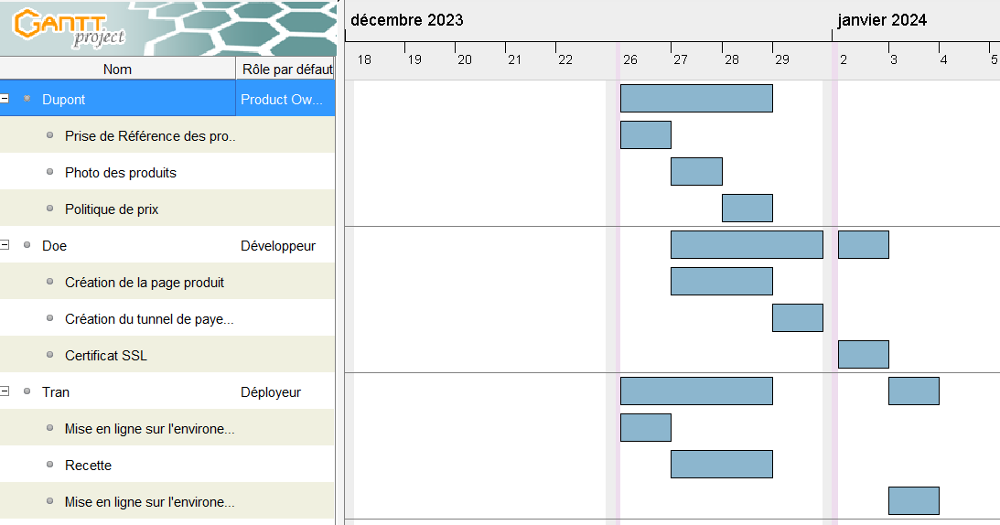 GANTT
project
décembre 2023
janvier 2024
18 19 20 21 22 26 27 28 29 2 3 4 5
Nom Rôle par défaut
Dupont Product Ow...
Prise de Référence des pro..
Photo des produits
Politique de prix
Doe Développeur
Création de la page produit
Création du tunnel de paye...
Certificat SSL
Tran Déployeur
Mise en ligne sur l'environe...
Recette
Mise en ligne sur l'environe...